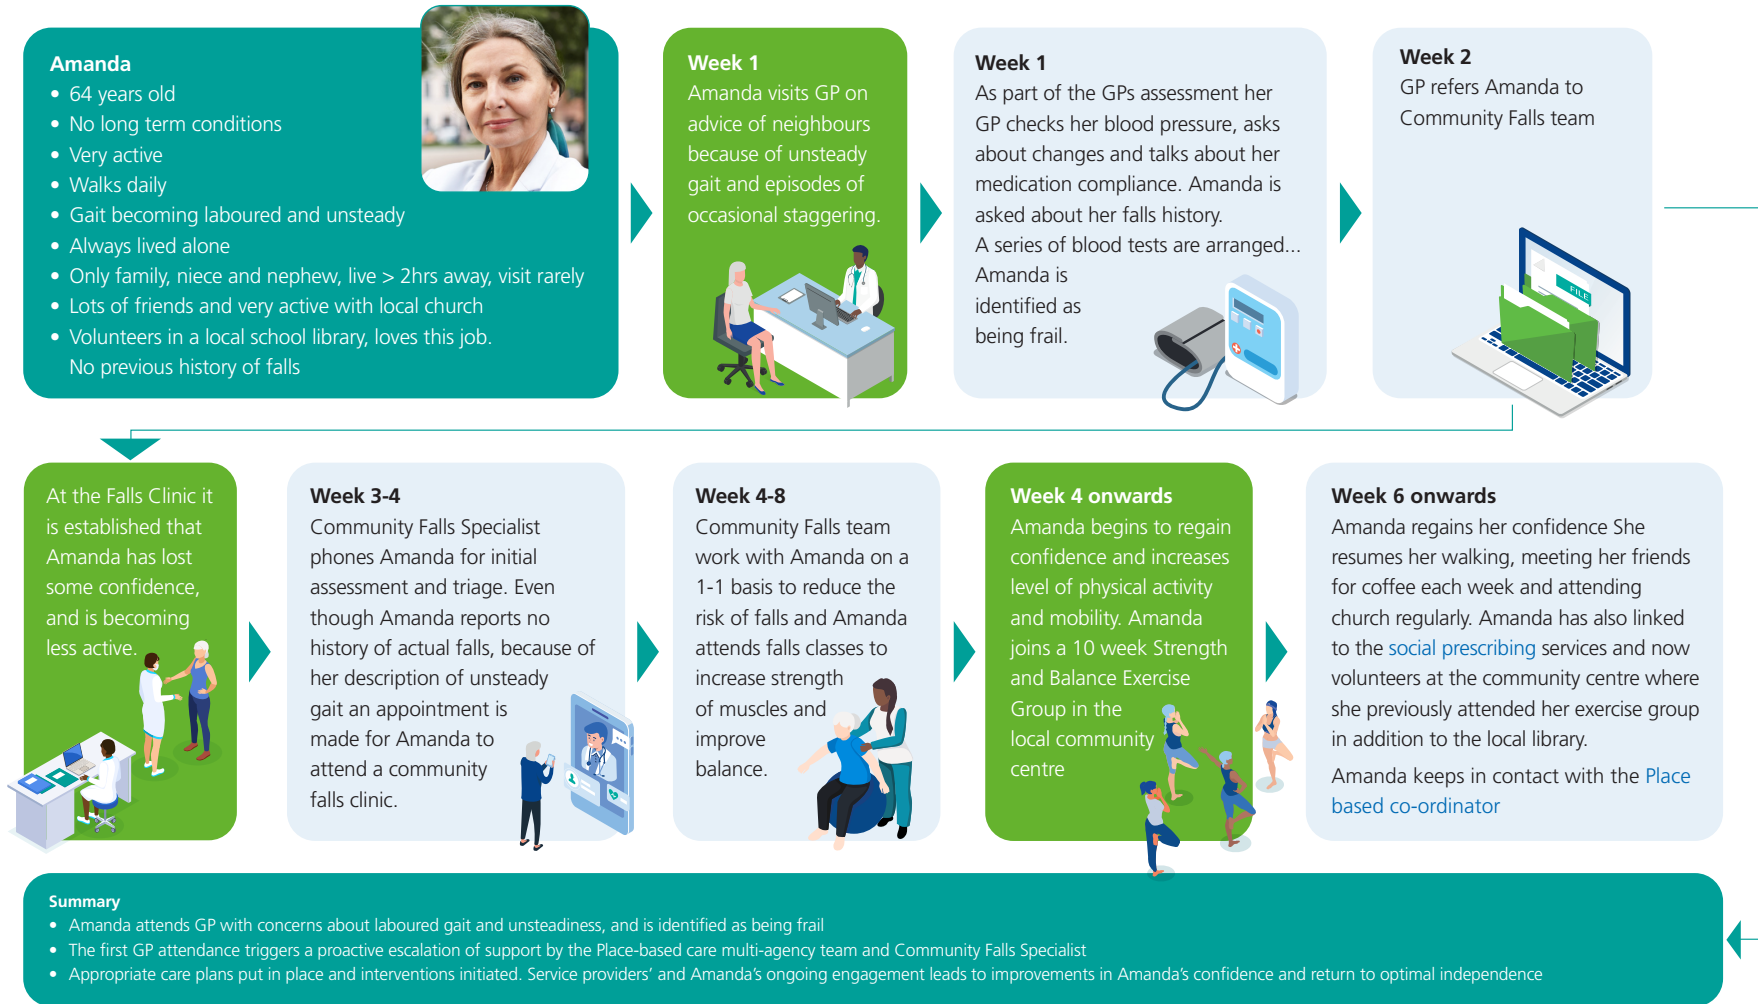 Amanda
• 64 years old
• No long term conditions
• Very active
• Walks daily
• Gait becoming laboured and unsteady
• Always lived alone
• Only family, niece and nephew, live > 2hrs away, visit rarely
• Lots of friends and very active with local church
• Volunteers in a local school library, loves this job.
No previous history of falls
Week 1
Amanda visits GP on
advice of neighbours
because of unsteady
gait and episodes of
occasional staggering.
Week 1
As part of the GPs assessment her
GP checks her blood pressure, asks
about changes and talks about her
medication compliance. Amanda is
asked about her falls history.
A series of blood tests are arranged...
Amanda is
identified as
being frail.
Week 2
GP refers Amanda to
Community Falls team
FILE
At the Falls Clinic it
is established that
Amanda has lost
some confidence,
and is becoming
less active.
Week 3-4
Community Falls Specialist
phones Amanda for initial
assessment and triage. Even
though Amanda reports no
history of actual falls, because of
her description of unsteady
gait an appointment is
made for Amanda to
attend a community
falls clinic.
Week 4-8
Community Falls team
work with Amanda on a
1-1 basis to reduce the
risk of falls and Amanda
attends falls classes to
increase strength
of muscles and
improve
balance.
Week 4 onwards
Amanda begins to regain
confidence and increases
level of physical activity
and mobility. Amanda
joins a 10 week Strength
and Balance Exercise
Group in the
local community
centre
Week 6 onwards
Amanda regains her confidence She
resumes her walking, meeting her friends
for coffee each week and attending
church regularly. Amanda has also linked
to the social prescribing services and now
volunteers at the community centre where
she previously attended her exercise group
in addition to the local library.
Amanda keeps in contact with the Place
based co-ordinator
Summary
• Amanda attends GP with concerns about laboured gait and unsteadiness, and is identified as being frail
• The first GP attendance triggers a proactive escalation of support by the Place-based care multi-agency team and Community Falls Specialist
• Appropriate care plans put in place and interventions initiated. Service providers’ and Amanda’s ongoing engagement leads to improvements in Amanda’s confidence and return to optimal independence